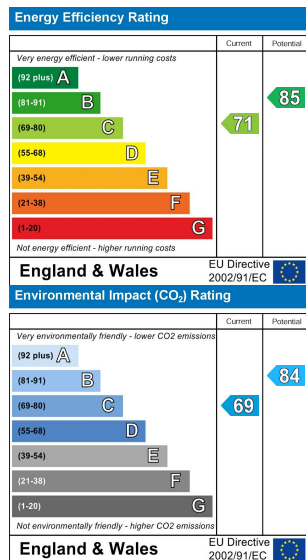 Energy Efficiency Rating
Current Potential
Very energy efficient - lower running costs
(92 plus) A
(81-91) B
85
(69-80) C
71
(55-68) D
(39-54) E
(21-38) F
(1-20) G
Not energy efficient - higher running costs
England & Wales
EU Directive
2002/91/EC
Environmental Impact (CO₂) Rating
Current Potential
Very environmentally friendly - lower CO2 emissions
(92 plus) A
(81-91) B
84
(69-80) C
69
(55-68) D
(39-54) E
(21-38) F
(1-20) G
Not environmentally friendly - higher CO2 emissions
England & Wales
EU Directive
2002/91/EC